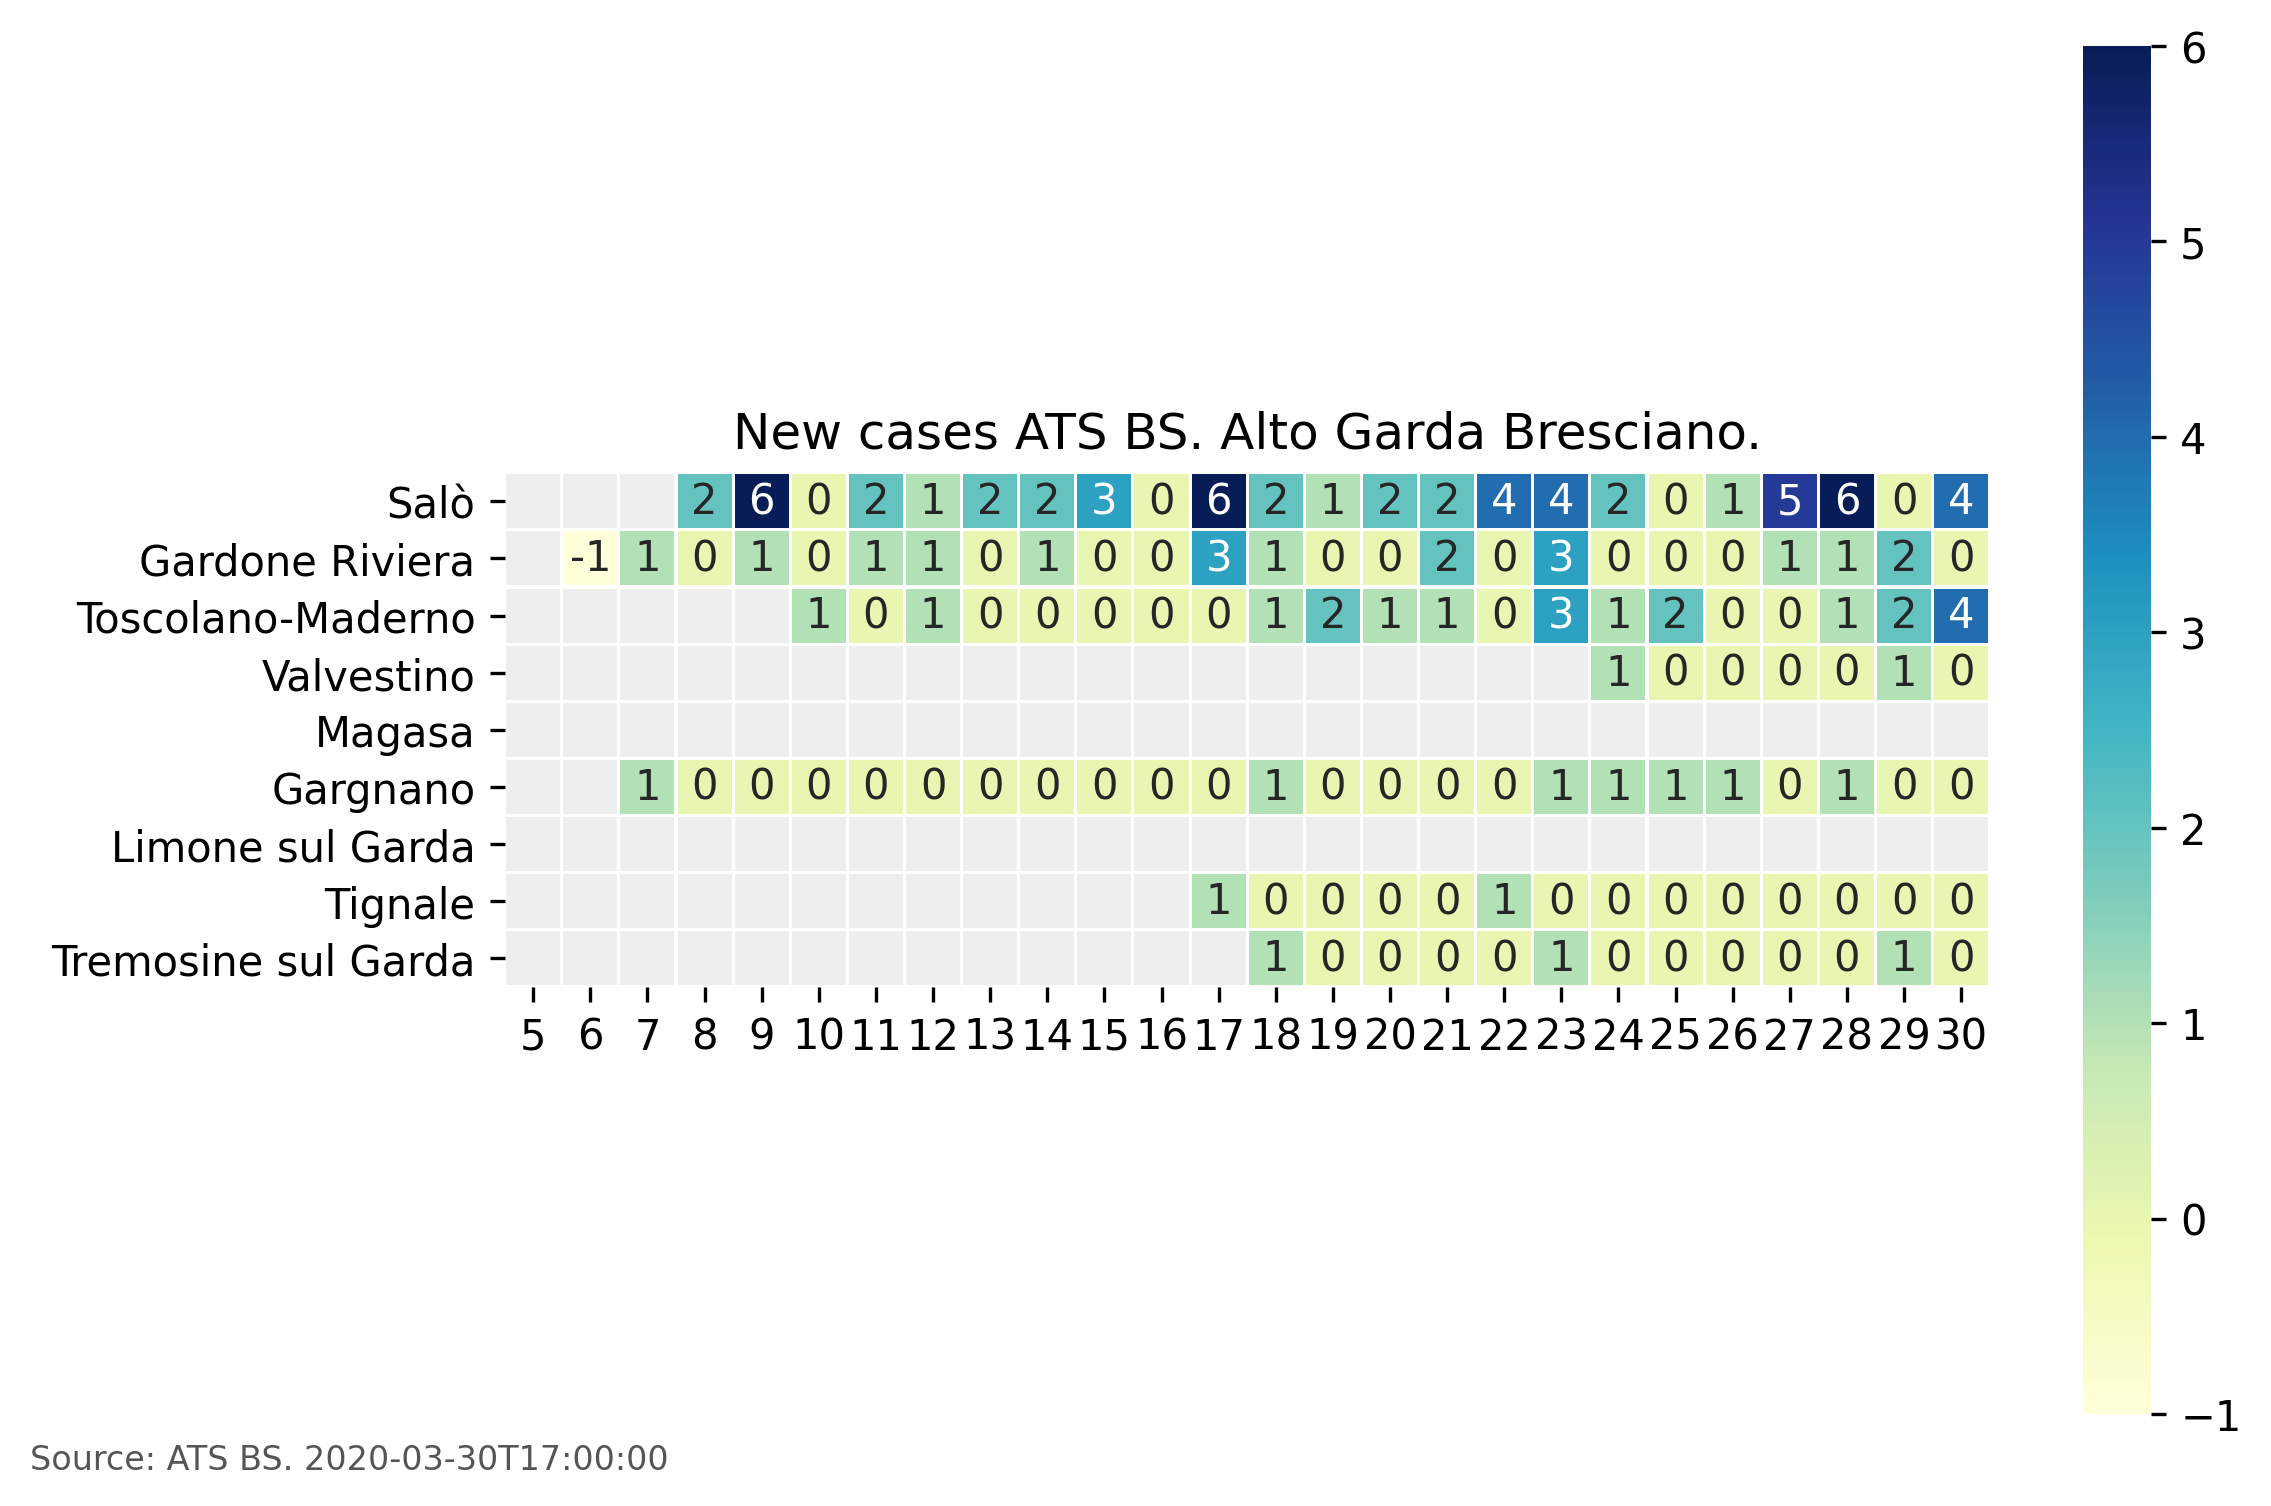 New cases ATS BS. Alto Garda Bresciano.
Salò 2 6 0 2 1 2 2 3 0 6 2 1 2 2 4 4 2 0 1 5 6 0 4
Gardone Riviera -1 1 0 1 0 1 1 0 1 0 0 3 1 0 0 2 0 3 0 0 0 1 1 2 0
Toscolano-Maderno 1 0 1 0 0 0 0 0 1 2 1 1 0 3 1 2 0 0 1 2 4
Valvestino 1 0 0 0 0 1 0
Magasa
Gargnano 1 0 0 0 0 0 0 0 0 0 0 1 0 0 0 0 1 1 1 1 0 1 0 0
Limone sul Garda
Tignale 1 0 0 0 0 1 0 0 0 0 0 0 0 0
Tremosine sul Garda 1 0 0 0 0 1 0 0 0 0 0 1 0
5 6 7 8 9 10 11 12 13 14 15 16 17 18 19 20 21 22 23 24 25 26 27 28 29 30
6
5
4
3
2
1
0
−1
Source: ATS BS. 2020-03-30T17:00:00